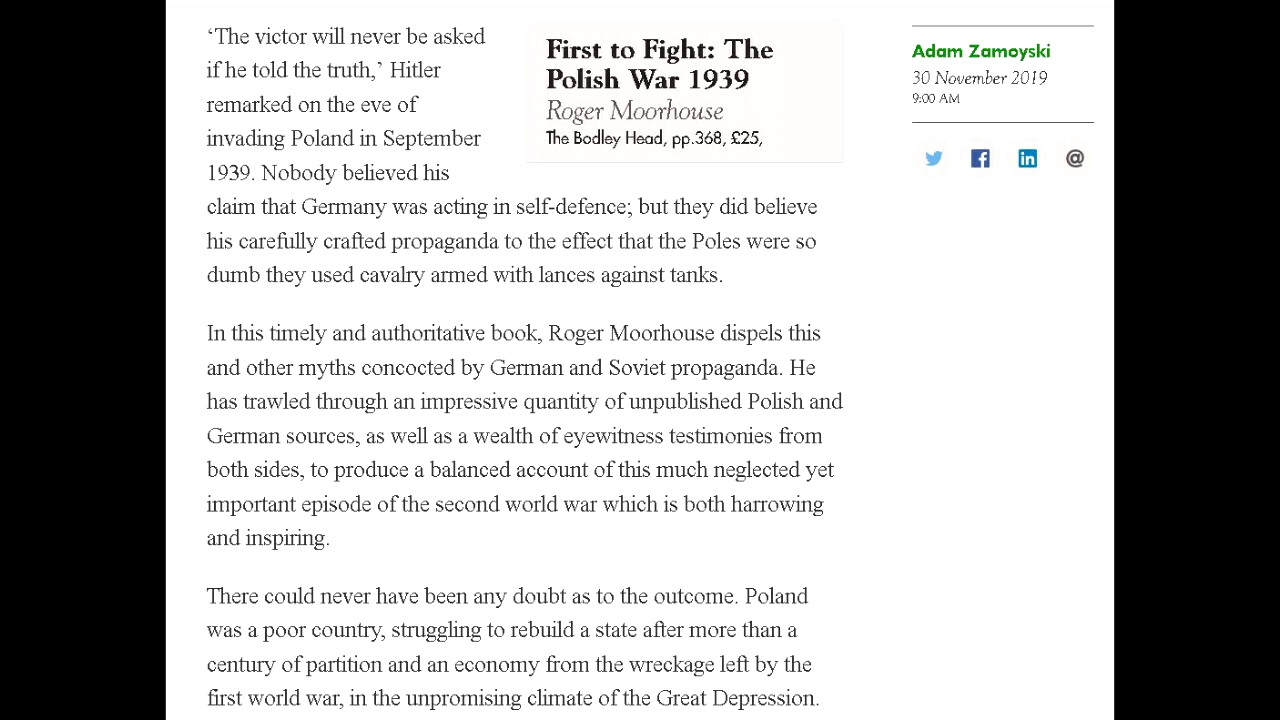 ‘The victor will never be asked
if he told the truth,’ Hitler
remarked on the eve of
invading Poland in September
1939. Nobody believed his
claim that Germany was acting in self-defence; but they did believe
his carefully crafted propaganda to the effect that the Poles were so
dumb they used cavalry armed with lances against tanks.
First to Fight: The
Polish War 1939
Roger Moorhouse
The Bodley Head, pp.368, £25,
In this timely and authoritative book, Roger Moorhouse dispels this
and other myths concocted by German and Soviet propaganda. He
has trawled through an impressive quantity of unpublished Polish and
German sources, as well as a wealth of eyewitness testimonies from
both sides, to produce a balanced account of this much neglected yet
important episode of the second world war which is both harrowing
and inspiring.
There could never have been any doubt as to the outcome. Poland
was a poor country, struggling to rebuild a state after more than a
century of partition and an economy from the wreckage left by the
first world war, in the unpromising climate of the Great Depression.
Adam Zamoyski
30 November 2019
9:00 AM